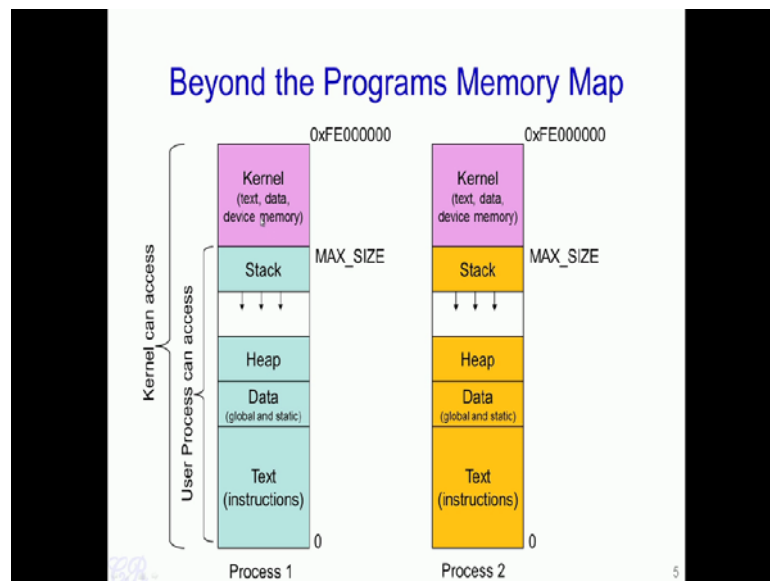 Beyond the Programs Memory Map
0xFE000000
Kernel
(text, data,
device memory)
MAX_SIZE
Stack
Heap
Data
(global and static)
Text
(instructions)
0
Process 1
Kernel can access
User Process can access
0xFE000000
Kernel
(text, data,
device memory)
MAX_SIZE
Stack
Heap
Data
(global and static)
Text
(instructions)
0
Process 2
5